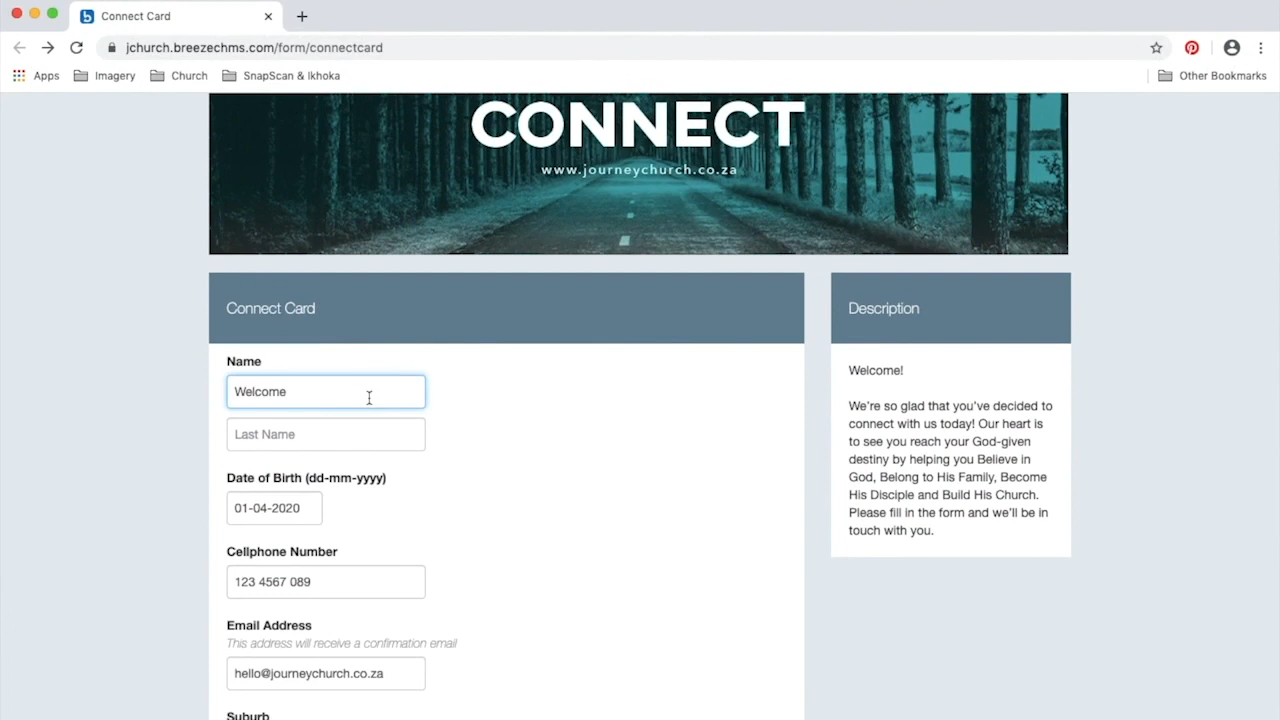 Connect Card
jchurch.breezechms.com/form/connectcard
Apps Imagery Church SnapScan & Ikhoka Other Bookmarks
CONNECT
www.journeychurch.co.za
Connect Card
Name
Welcome
Last Name
Date of Birth (dd-mm-yyyy)
01-04-2020
Cellphone Number
123 4567 089
Email Address
This address will receive a confirmation email
hello@journeychurch.co.za
Suburb
Description
Welcome!
We're so glad that you've decided to
connect with us today! Our heart is
to see you reach your God-given
destiny by helping you Believe in
God, Belong to His Family, Become
His Disciple and Build His Church.
Please fill in the form and we'll be in
touch with you.